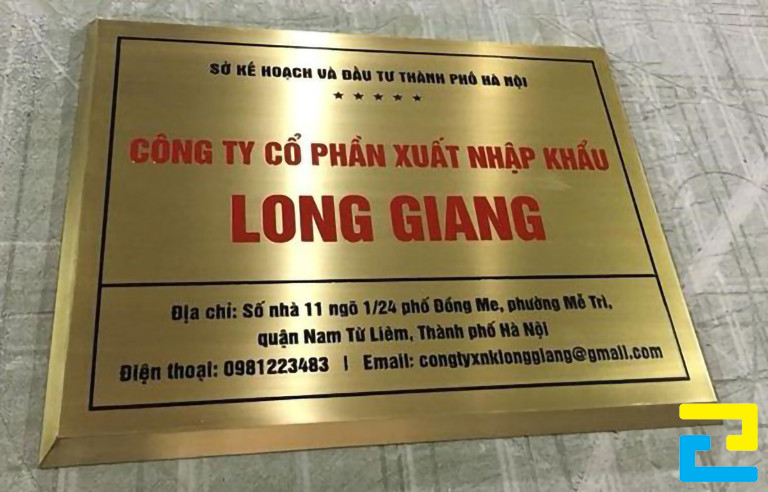 SỞ KẾ HOẠCH VÀ ĐẦU TƯ THÀNH PHỐ HÀ NỘI
★ ★ ★ ★ ★
CÔNG TY CỔ PHẦN XUẤT NHẬP KHẨU
LONG GIANG
Địa chỉ: Số nhà 11 ngõ 1/24 phố Đồng Me, phường Mễ Trì,
quận Nam Từ Liêm, Thành phố Hà Nội
Điện thoại: 0981223483 | Email: congtyxnklonggiang@gmail.com